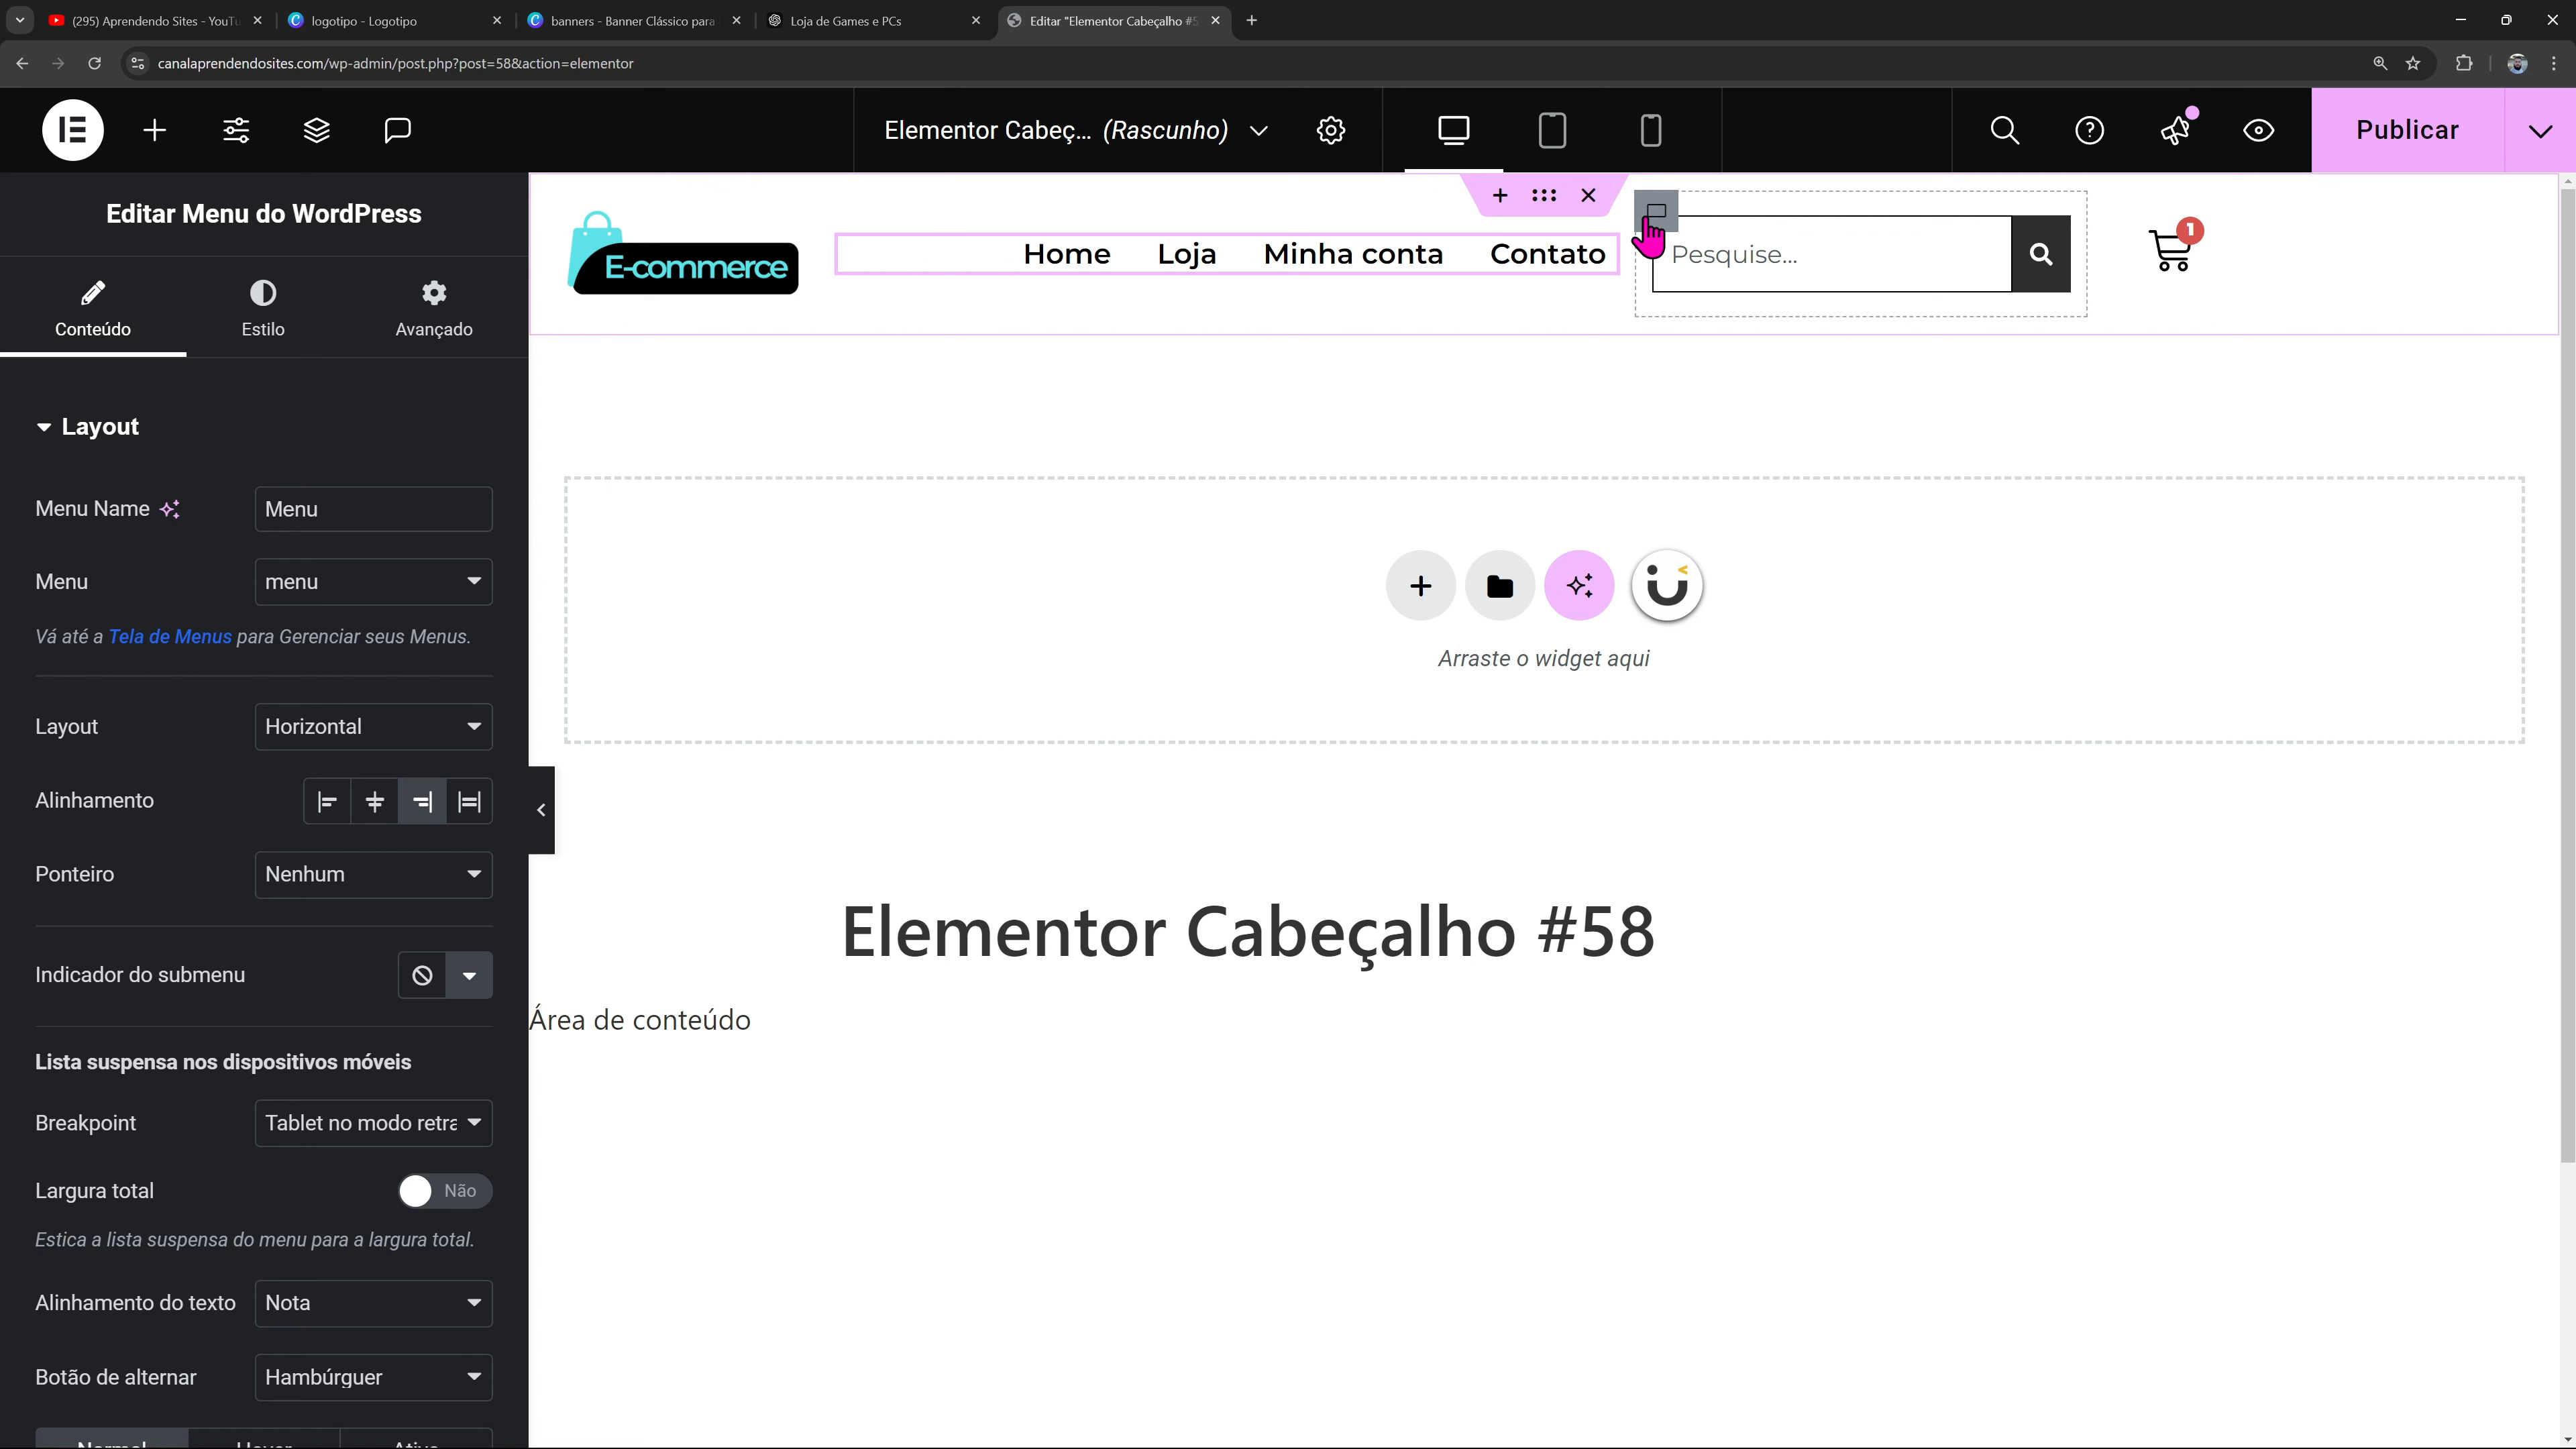 (295) Aprendendo Sites - YouTu
logotipo - Logotipo
banners - Banner Clássico para
Loja de Games e PCs
Editar "Elementor Cabeçalho #5
canalaprendendosites.com/wp-admin/post.php?post=58&action=elementor
Elementor Cabeç... (Rascunho)
Publicar
Editar Menu do WordPress
Conteúdo
Estilo
Avançado
E-commerce
Home
Loja
Minha conta
Contato
Pesquise...
1
Layout
Menu Name
Menu
Menu
menu
Vá até a Tela de Menus para Gerenciar seus Menus.
Layout
Horizontal
Alinhamento
Ponteiro
Nenhum
Indicador do submenu
Lista suspensa nos dispositivos móveis
Breakpoint
Tablet no modo retra
Largura total
Não
Estica a lista suspensa do menu para a largura total.
Alinhamento do texto
Nota
Botão de alternar
Hambúrguer
Normal
Hover
Ativo
Arraste o widget aqui
Elementor Cabeçalho #58
Área de conteúdo